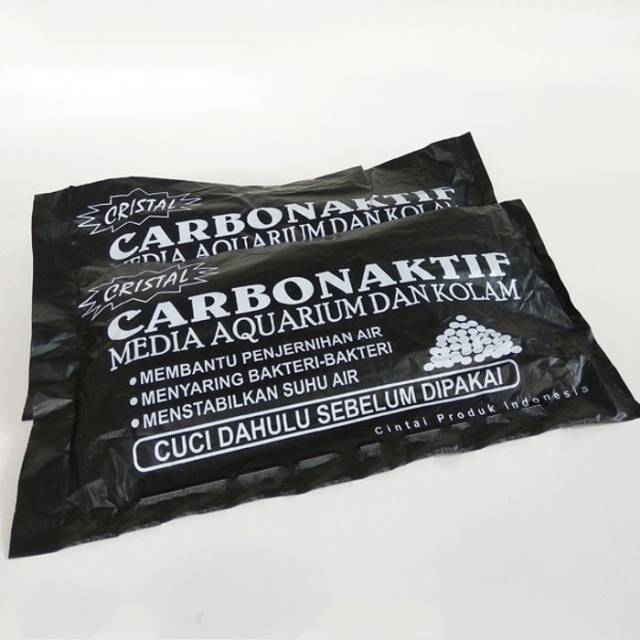 CRISTAL
CARBONAKTIF
MEDIA AQUARIUM DAN KOLAM
CRISTAL
CARBONAKTIF
MEDIA AQUARIUM DAN KOLAM
• MEMBANTU PENJERNIHAN AIR
• MENYARING BAKTERI-BAKTERI
• MENSTABILKAN SUHU AIR
CUCI DAHULU SEBELUM DIPAKAI
Cintai Produk Indonesia